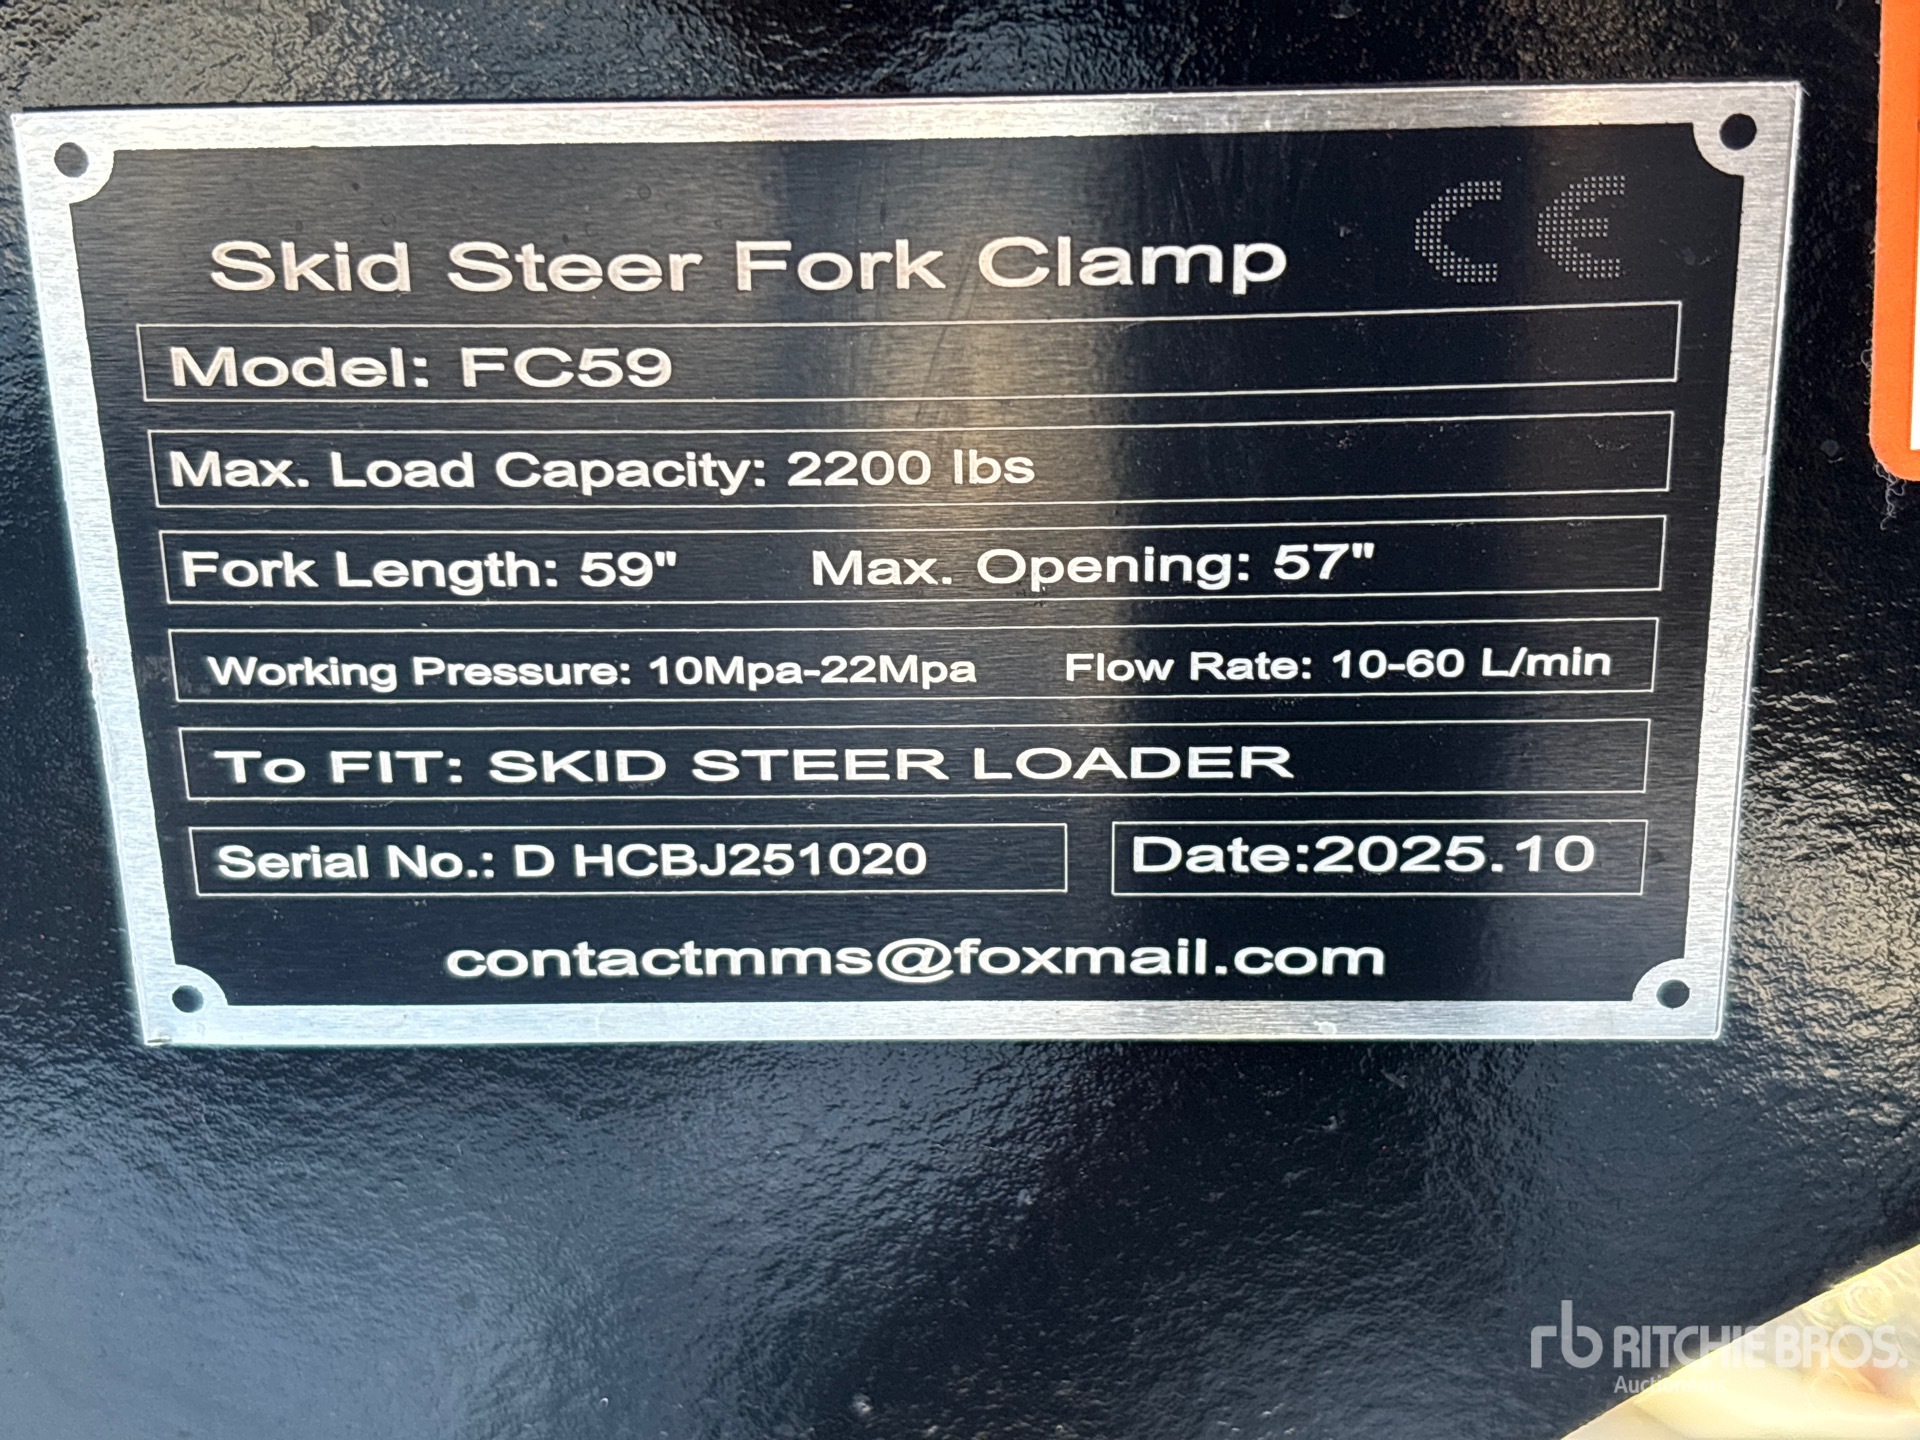 Skid Steer Fork Clamp CE
Model: FC59
Max. Load Capacity: 2200 lbs
Fork Length: 59" Max. Opening: 57"
Working Pressure: 10Mpa-22Mpa Flow Rate: 10-60 L/min
To FIT: SKID STEER LOADER
Serial No.: D HCBJ251020 Date:2025.10
contactmms@foxmail.com
rb RITCHIE BROS.